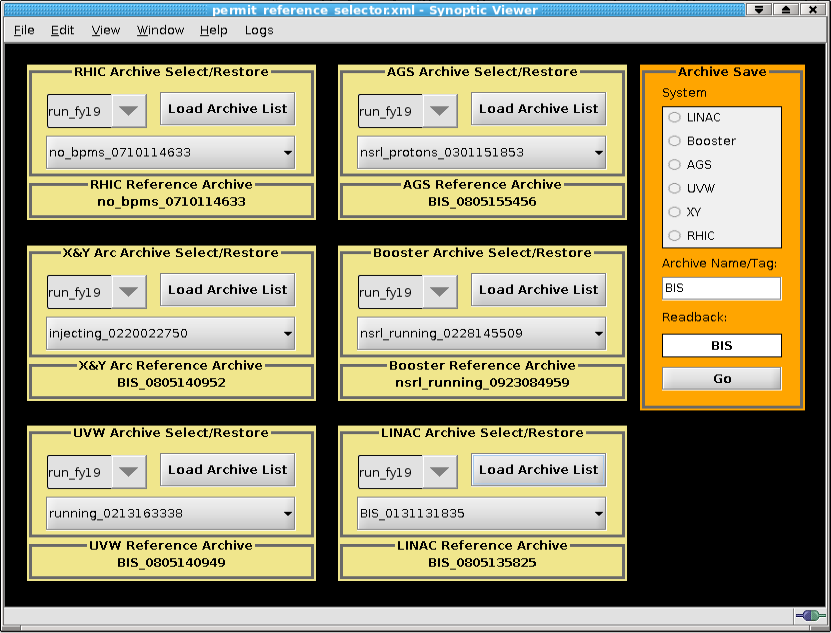 permit_reference_selector.xml - Synoptic Viewer
File Edit View Window Help Logs
RHIC Archive Select/Restore
run_fy19 Load Archive List
no_bpms_0710114633
RHIC Reference Archive
no_bpms_0710114633
AGS Archive Select/Restore
run_fy19 Load Archive List
nsrl_protons_0301151853
AGS Reference Archive
BIS_0805155456
Archive Save
System
LINAC
Booster
AGS
UVW
XY
RHIC
Archive Name/Tag:
BIS
Readback:
BIS
Go
X&Y Arc Archive Select/Restore
run_fy19 Load Archive List
injecting_0220022750
X&Y Arc Reference Archive
BIS_0805140952
Booster Archive Select/Restore
run_fy19 Load Archive List
nsrl_running_0228145509
Booster Reference Archive
nsrl_running_0923084959
UVW Archive Select/Restore
run_fy19 Load Archive List
running_0213163338
UVW Reference Archive
BIS_0805140949
LINAC Archive Select/Restore
run_fy19 Load Archive List
BIS_0131131835
LINAC Reference Archive
BIS_0805135825